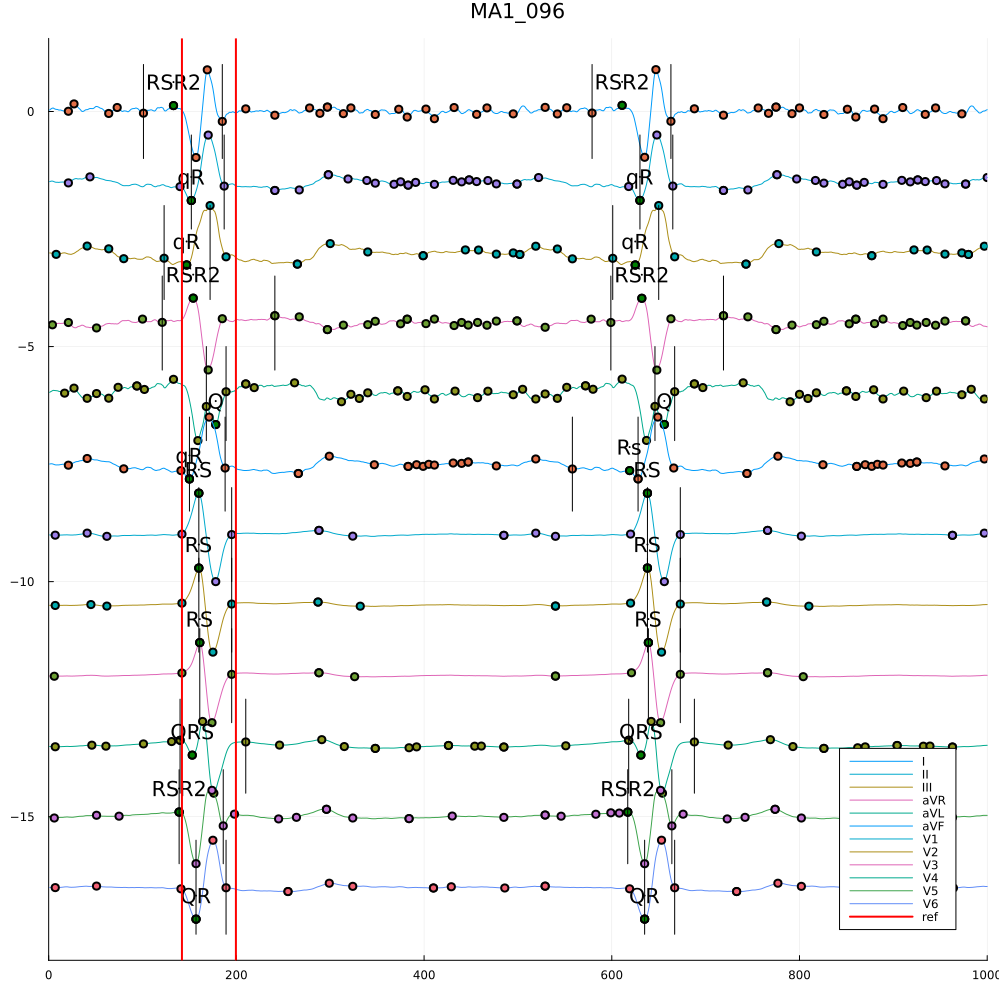 MA1_096
RSR2 RSR2
0
qR qR
qR qR
RSR2 RSR2
−5
Q Q
Rs
qR
RS RS
RS RS
−10
RS RS
QRS QRS
RSR2 RSR2
−15
QR QR
I
II
III
aVR
aVL
aVF
V1
V2
V3
V4
V5
V6
ref
0 200 400 600 800 1000